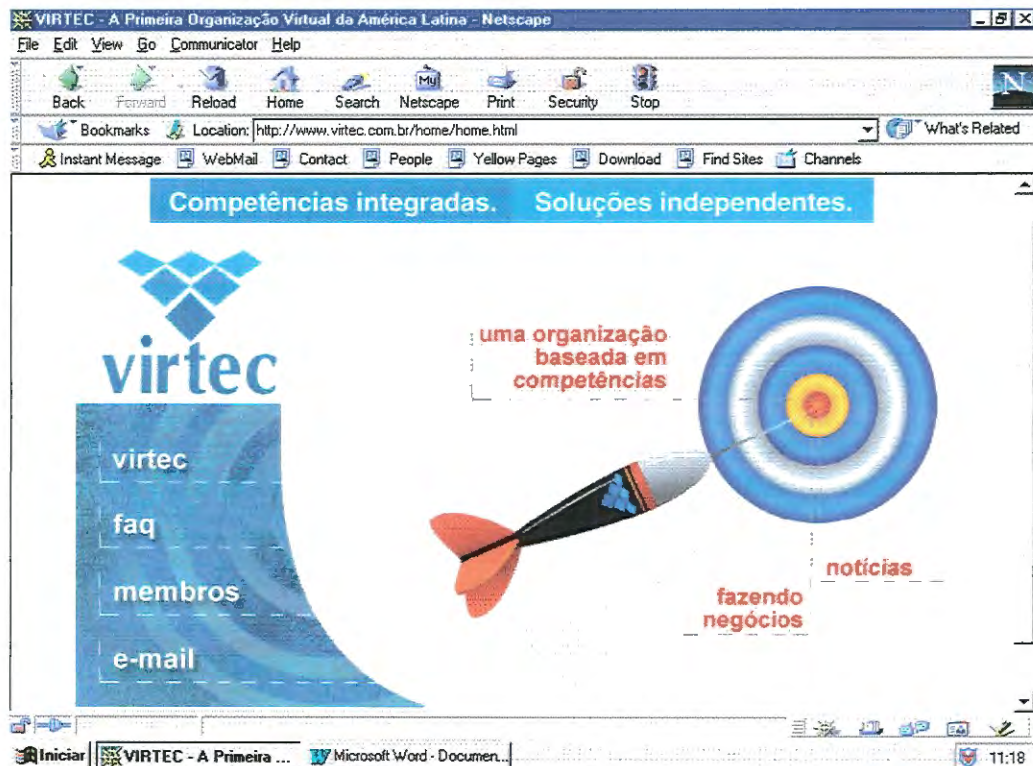 VIRTEC - A Primeira Organização Virtual da América Latina - Netscape
File Edit View Go Communicator Help
Back Forward Reload Home Search My Netscape Print Security Stop
N
Bookmarks Location: http://www.virtec.com.br/home/home.html What's Related
Instant Message WebMail Contact People Yellow Pages Download Find Sites Channels
Competências integradas. Soluções independentes.
virtec
uma organização
baseada em
competências
virtec
faq
membros
e-mail
notícias
fazendo
negócios
Iniciar VIRTEC - A Primeira ... Microsoft Word - Documen... 11:18